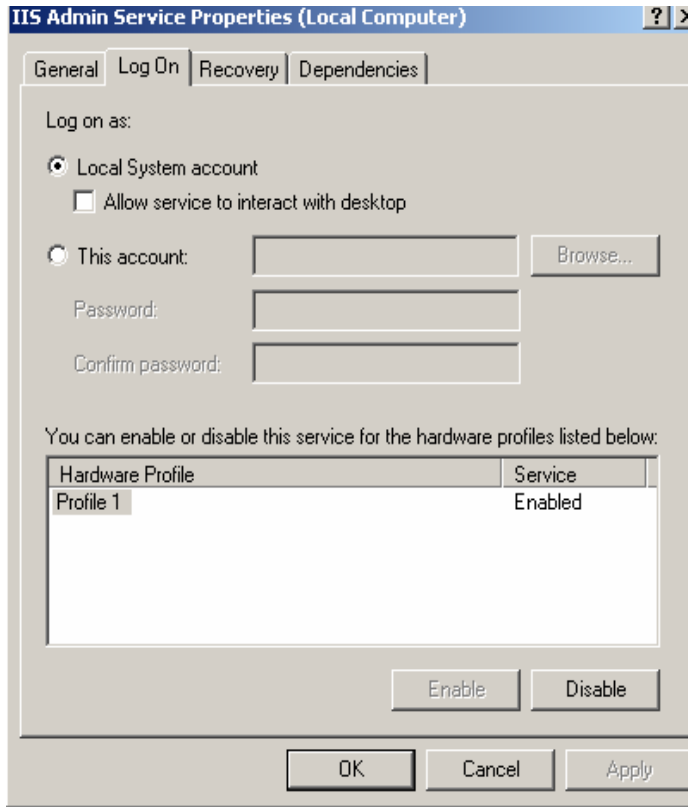 IIS Admin Service Properties (Local Computer)
General Log On Recovery Dependencies
Log on as:
Local System account
Allow service to interact with desktop
This account: Browse...
Password:
Confirm password:
You can enable or disable this service for the hardware profiles listed below:
Hardware Profile Service
Profile 1 Enabled
Enable Disable
OK Cancel Apply